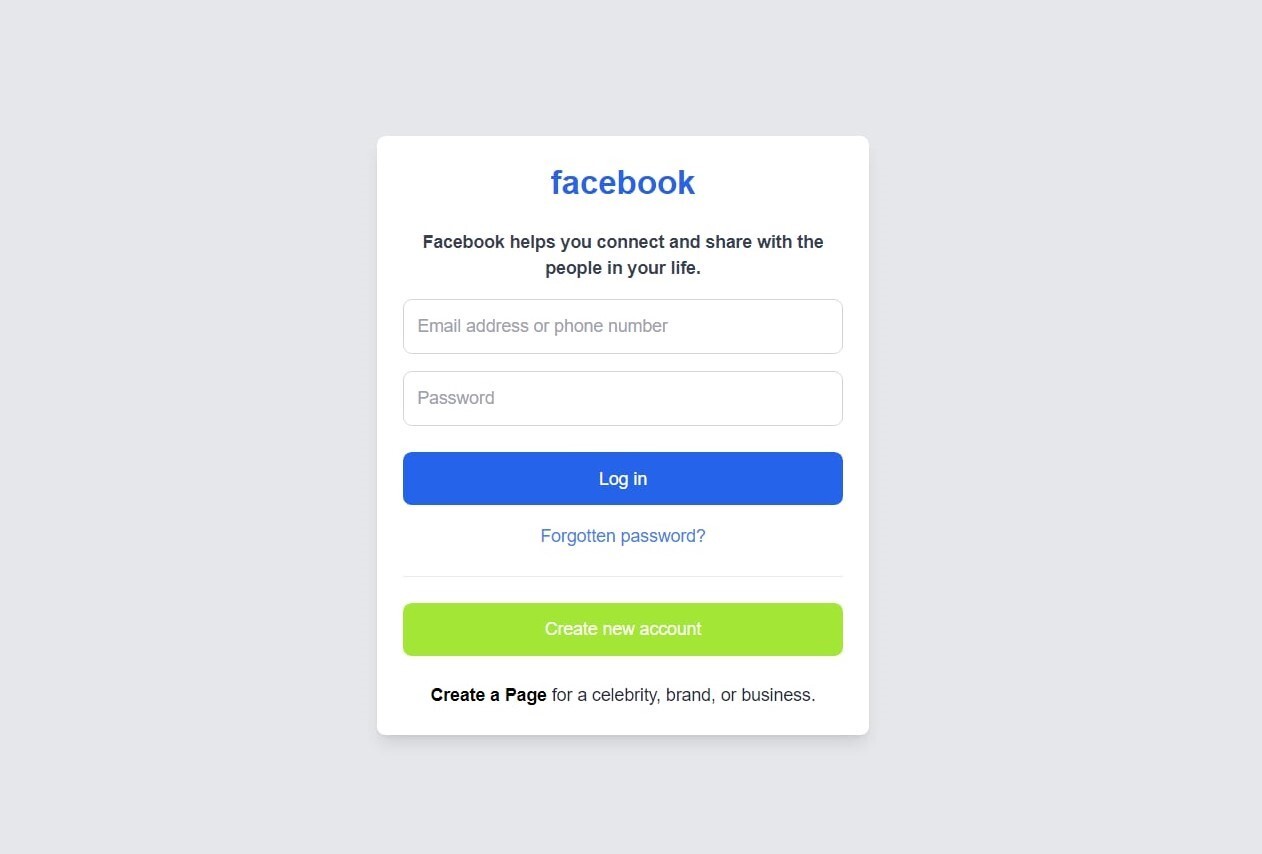 facebook
Facebook helps you connect and share with the
people in your life.
Email address or phone number
Password
Log in
Forgotten password?
Create new account
Create a Page for a celebrity, brand, or business.